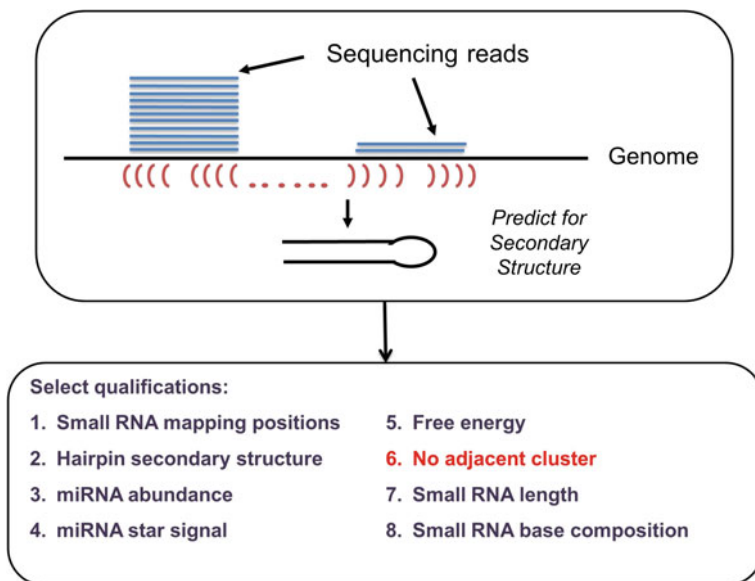 Sequencing reads
Genome
(((( ((((....... )))) ))))
Predict for
Secondary
Structure
Select qualifications:
1. Small RNA mapping positions
2. Hairpin secondary structure
3. miRNA abundance
4. miRNA star signal
5. Free energy
6. No adjacent cluster
7. Small RNA length
8. Small RNA base composition